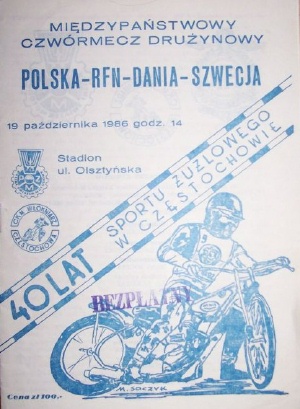 MIĘDZYPAŃSTWOWY
CZWÓRMECZ DRUŻYNOWY
POLSKA-RFN-DANIA-SZWECJA
19 października 1986 godz. 14
Stadion
ul. Olsztyńska
40 LAT
SPORTU ŻUŻLOWEGO
W CZĘSTOCHOWIE
BEZPŁATNY
Cena zł 100.-